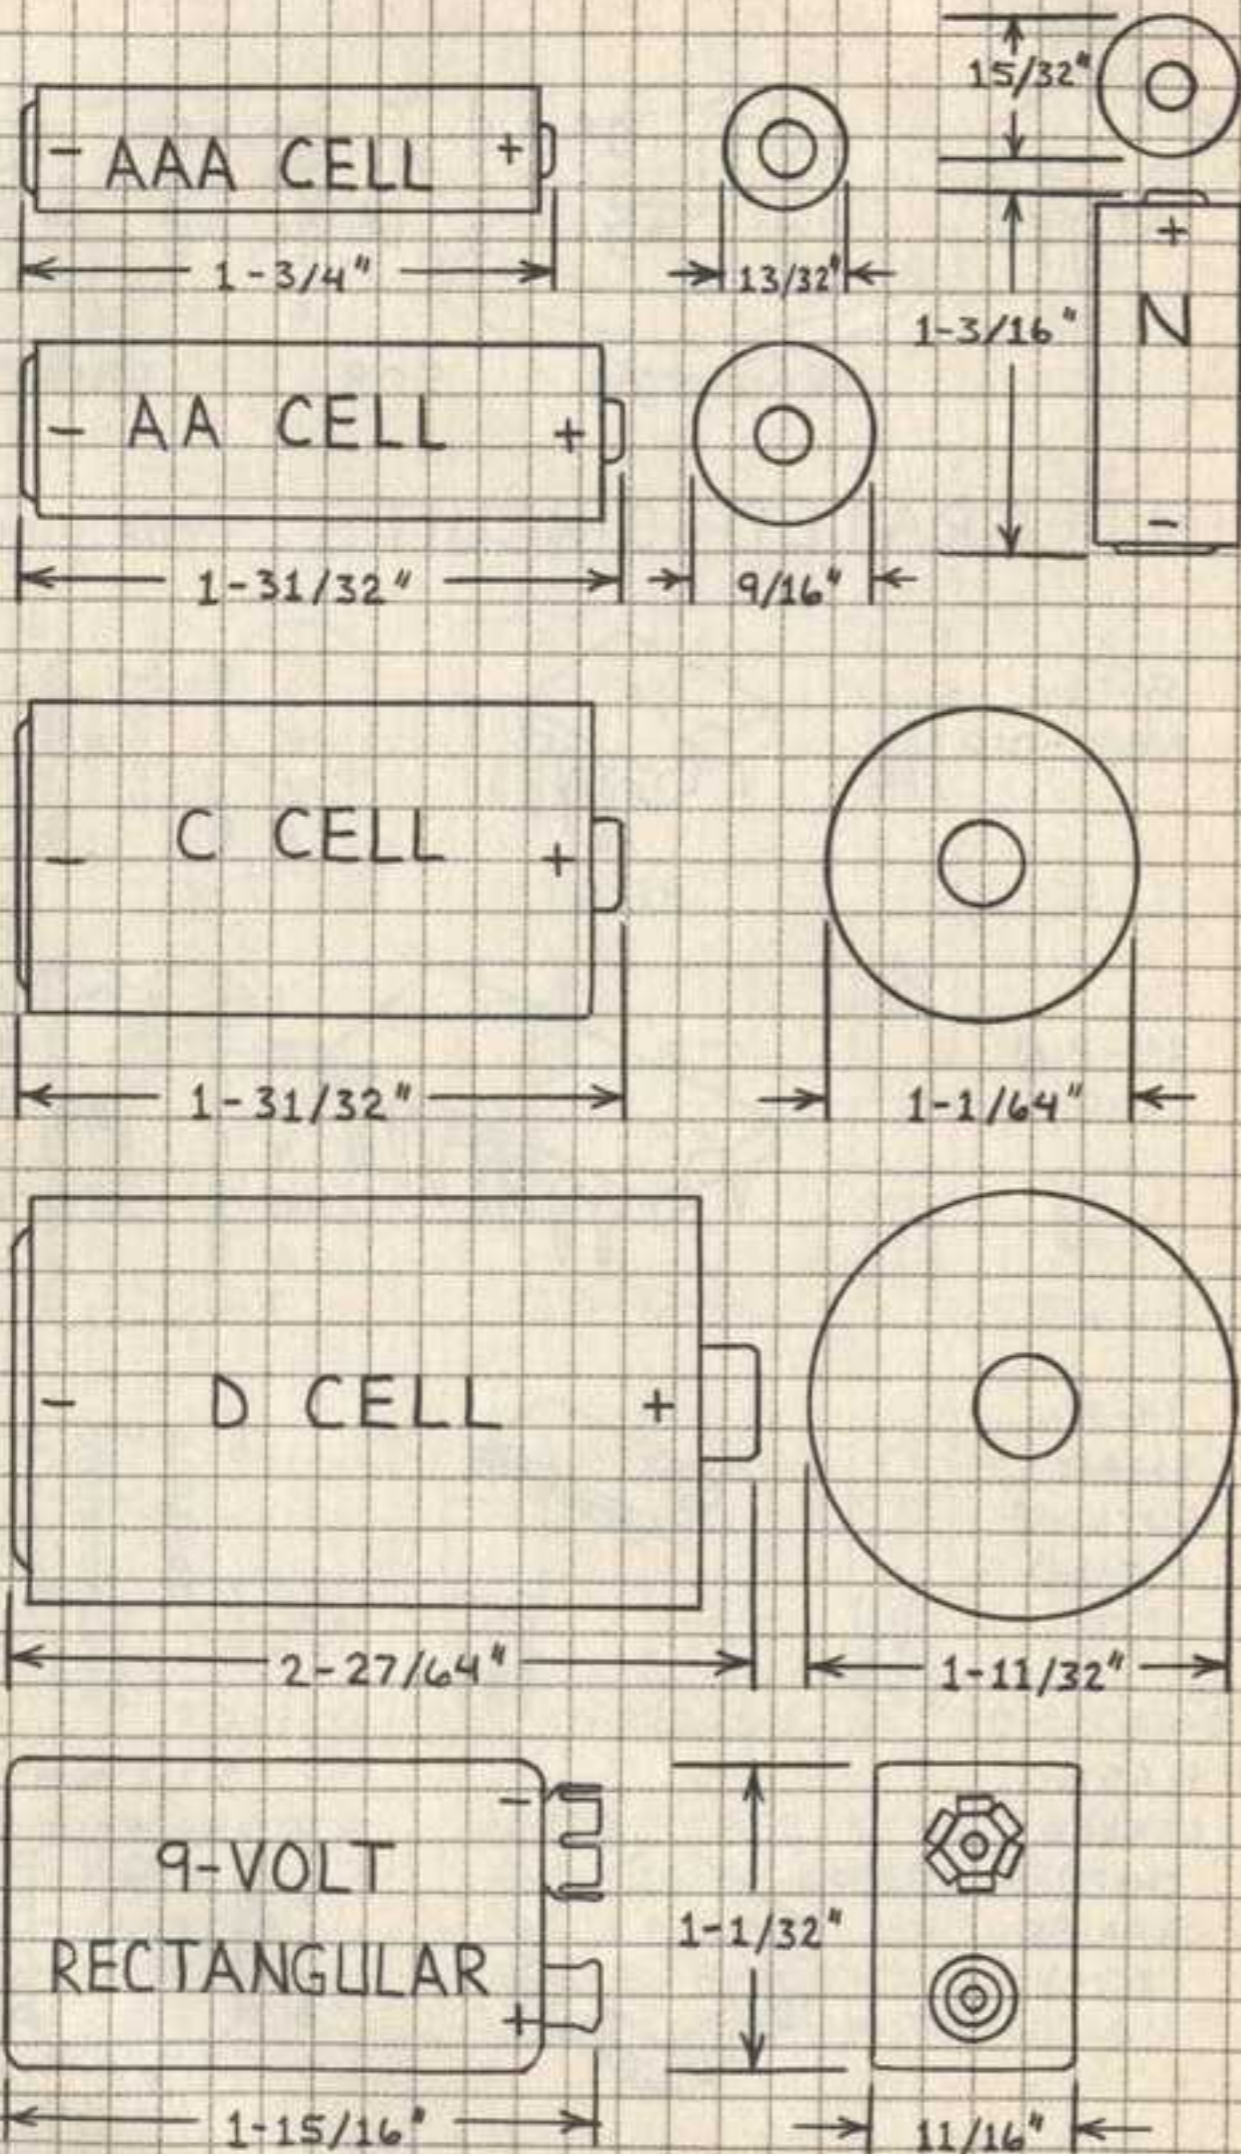 15/32"
- AAA CELL +
1-3/4"
13/32"
+
N
-
1-3/16"
- AA CELL +
1-31/32"
9/16"
- C CELL +
1-31/32"
1-1/64"
- D CELL +
2-27/64"
1-11/32"
-
9-VOLT
RECTANGULAR
+
1-1/32"
1-15/16"
11/16"